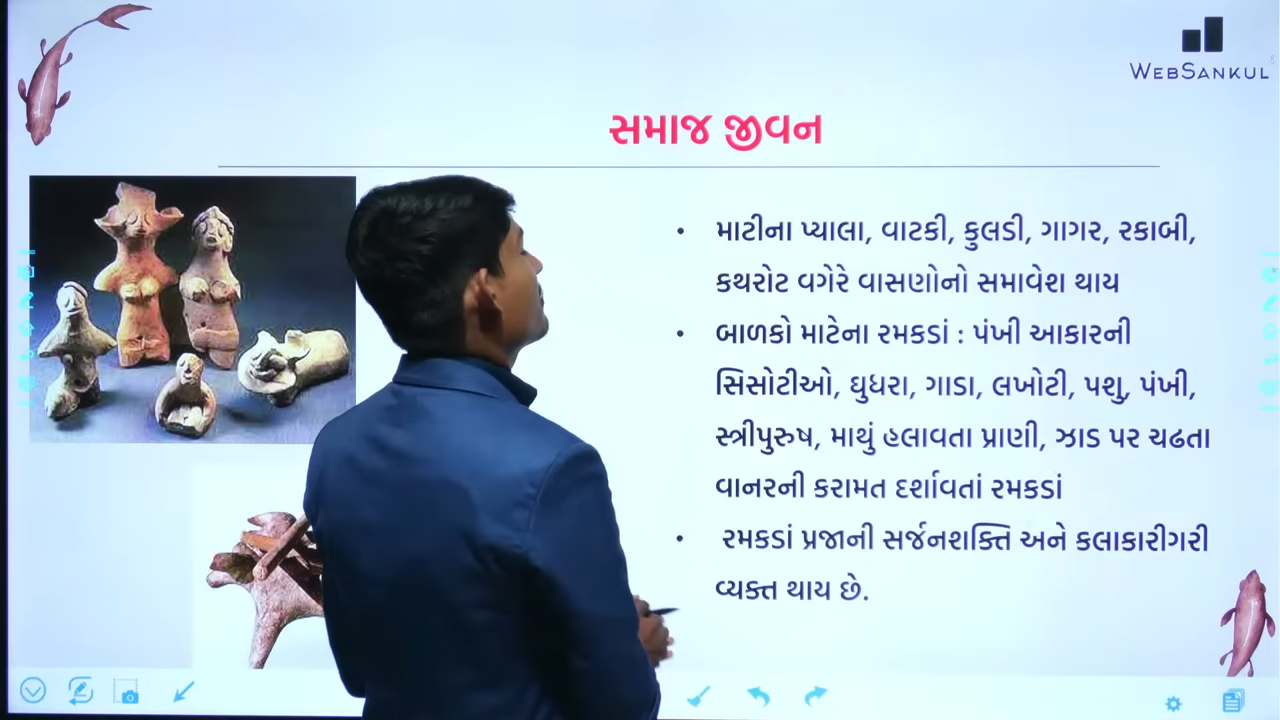 WEBSANKUL
સમાજ જીવન
• માટીના પ્યાલા, વાટકી, કુલડી, ગાગર, રકાબી,
કથરોટ વગેરે વાસણોનો સમાવેશ થાય
• બાળકો માટેના રમકડાં : પંખી આકારની
સિસોટીઓ, ઘુધરા, ગાડા, લખોટી, પશુ, પંખી,
સ્ત્રીપુરુષ, માથું હલાવતા પ્રાણી, ઝાડ પર ચઢતા
વાનરની કરામત દર્શાવતાં રમકડાં
• રમકડાં પ્રજાની સર્જનશક્તિ અને કલાકારીગરી
વ્યક્ત થાય છે.